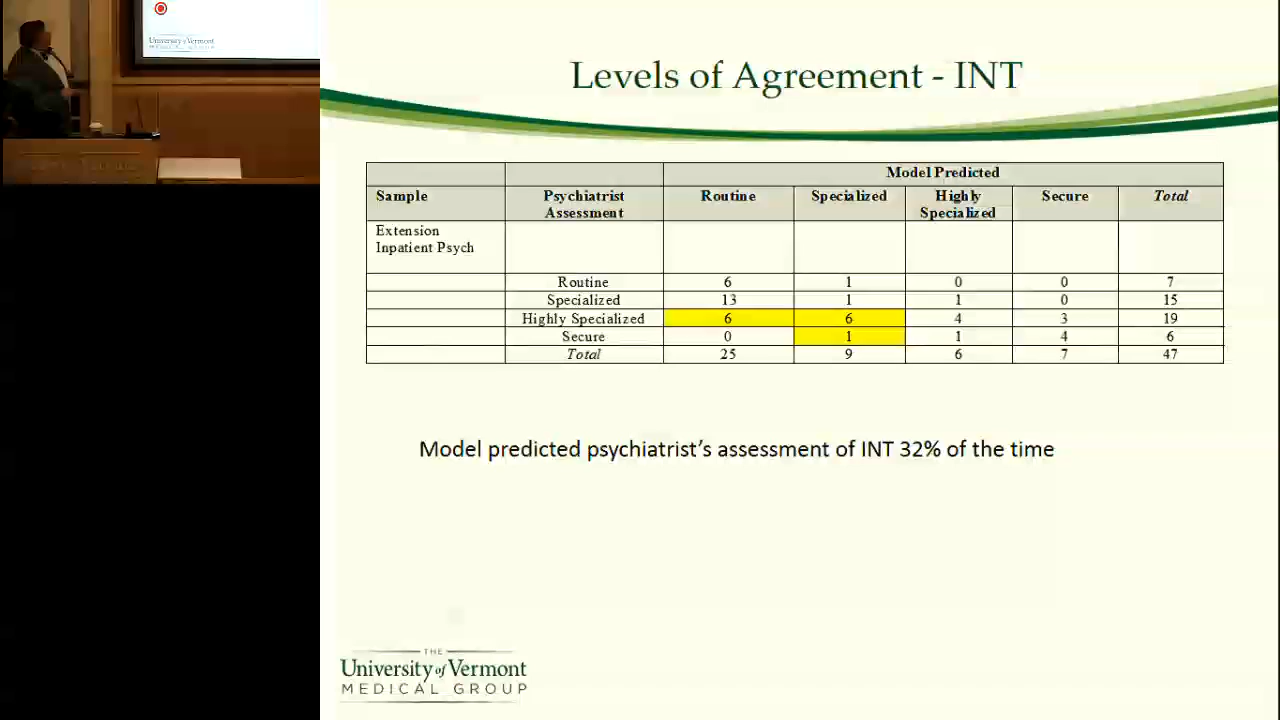 University of Vermont
Levels of Agreement - INT
Model Predicted
Sample Psychiatrist Assessment Routine Specialized Highly Specialized Secure Total
Extension
Inpatient Psych
Routine 6 1 0 0 7
Specialized 13 1 1 0 15
Highly Specialized 6 6 4 3 19
Secure 0 1 1 4 6
Total 25 9 6 7 47
Model predicted psychiatrist's assessment of INT 32% of the time
THE
University of Vermont
MEDICAL GROUP